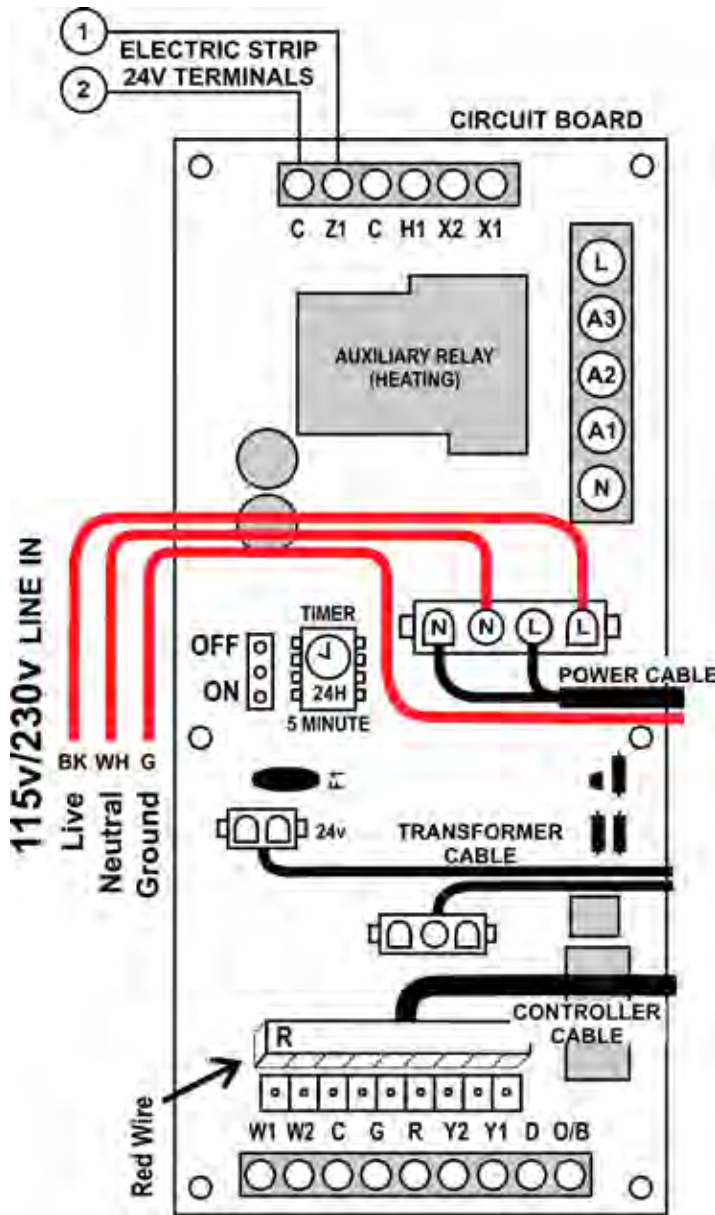 1
ELECTRIC STRIP
24V TERMINALS
2
CIRCUIT BOARD
C Z1 C H1 X2 X1
L
A3
A2
A1
N
AUXILIARY RELAY
(HEATING)
115v/230v LINE IN
BK WH G
Live
Neutral
Ground
TIMER
OFF
ON
24H
5 MINUTE
N N L L
POWER CABLE
F1
24v
TRANSFORMER
CABLE
CONTROLLER
CABLE
R
Red Wire
W1 W2 C G R Y2 Y1 D O/B